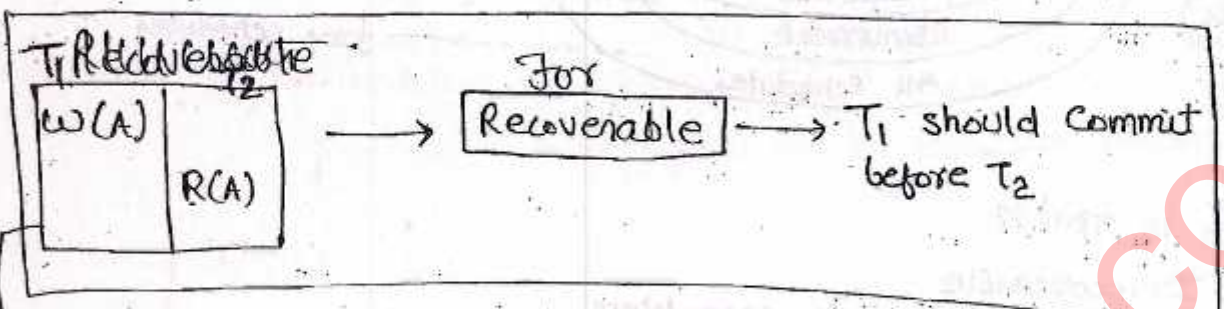 T1 T2
For
W(A)
Recoverable → T1 should Commit
before T2
R(A)